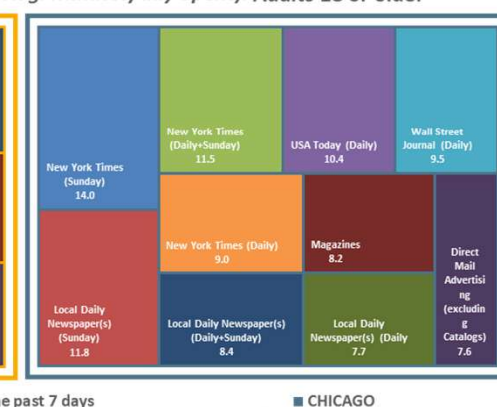 Adults 18 or older
New York Times
(Sunday)
14.0
New York Times
(Daily+Sunday)
11.5
USA Today (Daily)
10.4
Wall Street
Journal (Daily)
9.5
Local Daily
Newspaper(s)
(Sunday)
11.8
New York Times (Daily)
9.0
Magazines
8.2
Local Daily Newspaper(s)
(Daily+Sunday)
8.4
Local Daily
Newspaper(s) (Daily
7.7
Direct
Mail
Advertisi
ng
(excludin
g
Catalogs)
7.6
the past 7 days
CHICAGO